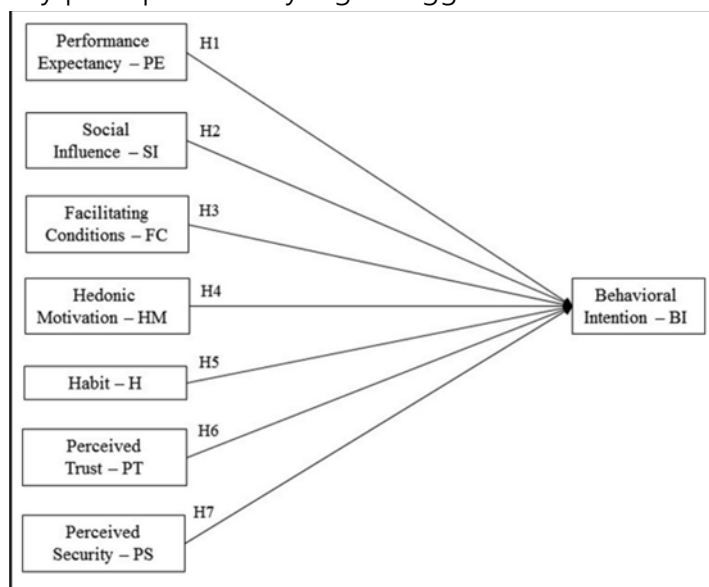 Performance
Expectancy – PE
H1
Social
Influence – SI
H2
Facilitating
Conditions – FC
H3
Hedonic
Motivation – HM
H4
Behavioral
Intention – BI
Habit – H
H5
Perceived
Trust – PT
H6
Perceived
Security – PS
H7